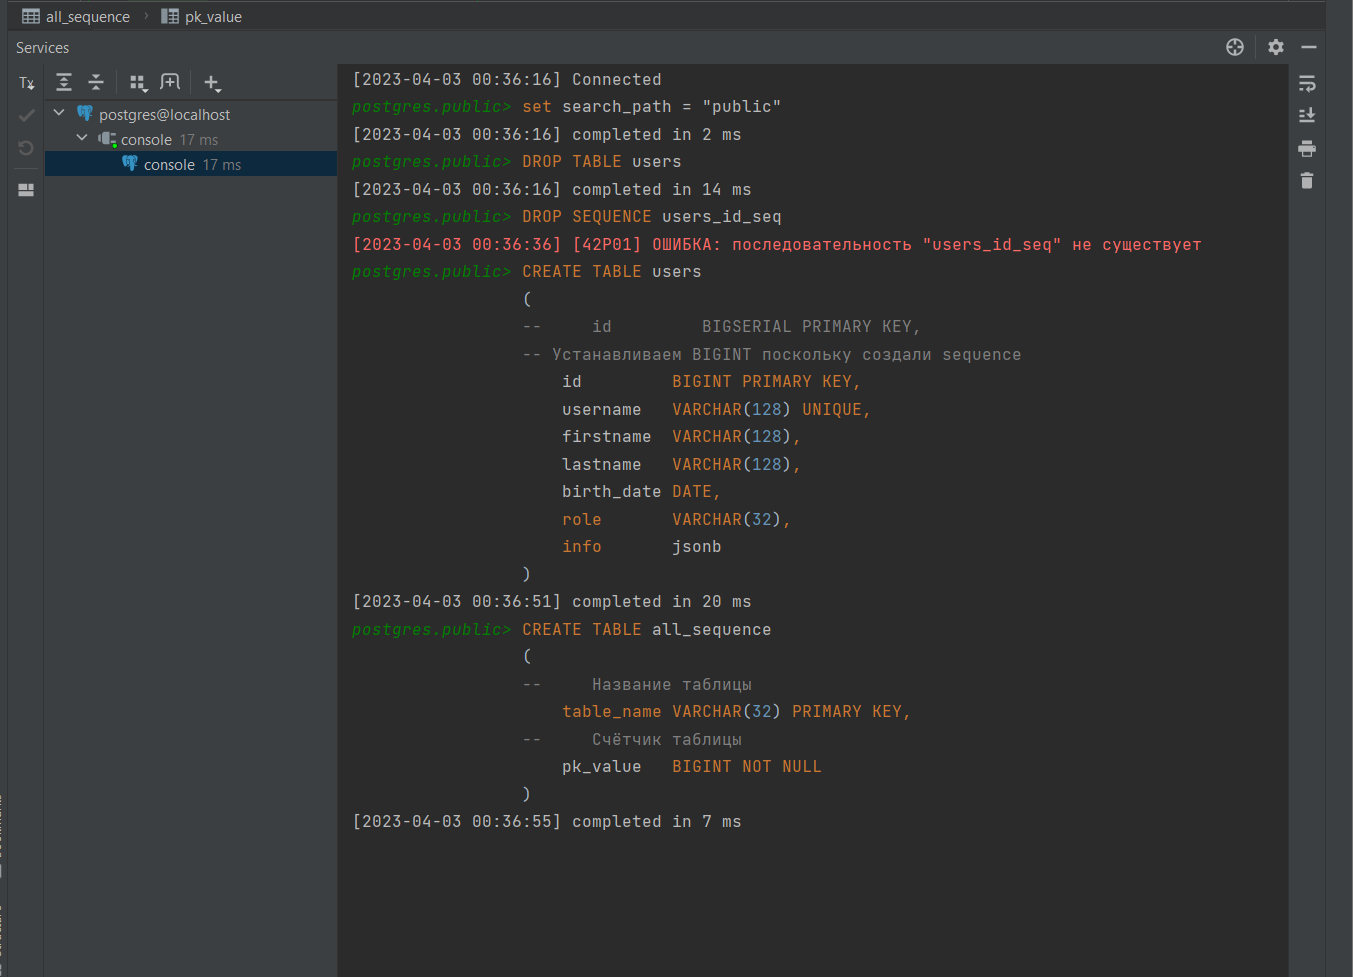 all_sequence › pk_value
Services
Tx
postgres@localhost
console 17 ms
console 17 ms
[2023-04-03 00:36:16] Connected
postgres.public> set search_path = "public"
[2023-04-03 00:36:16] completed in 2 ms
postgres.public> DROP TABLE users
[2023-04-03 00:36:16] completed in 14 ms
postgres.public> DROP SEQUENCE users_id_seq
[2023-04-03 00:36:36] [42P01] ОШИБКА: последовательность "users_id_seq" не существует
postgres.public> CREATE TABLE users
(
--     id         BIGSERIAL PRIMARY KEY,
-- Устанавливаем BIGINT поскольку создали sequence
id         BIGINT PRIMARY KEY,
username   VARCHAR(128) UNIQUE,
firstname  VARCHAR(128),
lastname   VARCHAR(128),
birth_date DATE,
role       VARCHAR(32),
info       jsonb
)
[2023-04-03 00:36:51] completed in 20 ms
postgres.public> CREATE TABLE all_sequence
(
--     Название таблицы
table_name VARCHAR(32) PRIMARY KEY,
--     Счётчик таблицы
pk_value   BIGINT NOT NULL
)
[2023-04-03 00:36:55] completed in 7 ms